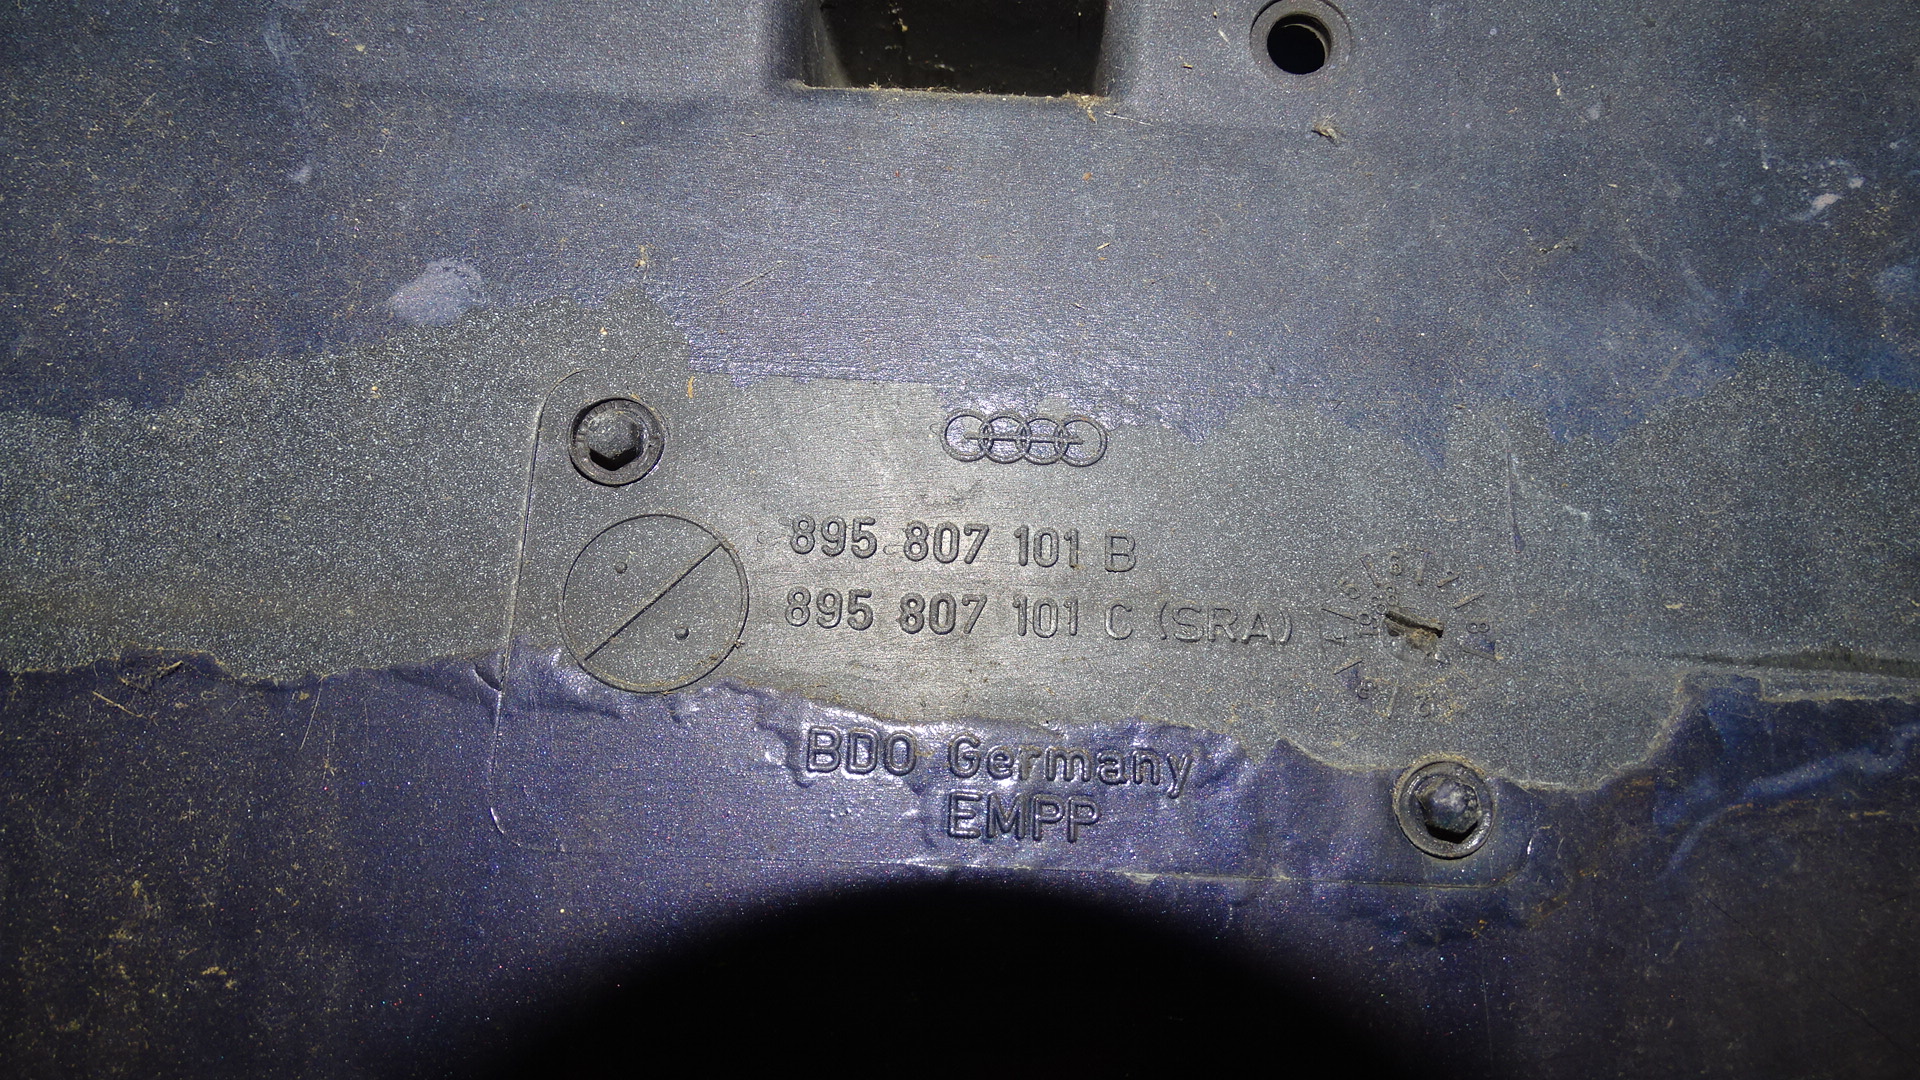 895 807 101 B
895 807 101 C (SRA)
BDO Germany
EMPP